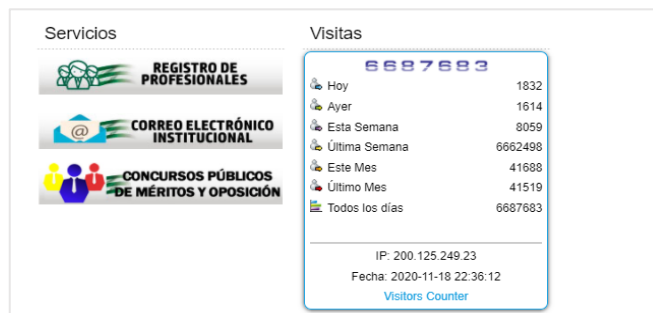 Servicios
REGISTRO DE
PROFESIONALES
@
CORREO ELECTRÓNICO
INSTITUCIONAL
CONCURSOS PÚBLICOS
DE MÉRITOS Y OPOSICIÓN
Visitas
6687683
Hoy 1832
Ayer 1614
Esta Semana 8059
Última Semana 6662498
Este Mes 41688
Último Mes 41519
Todos los días 6687683
IP: 200.125.249.23
Fecha: 2020-11-18 22:36:12
Visitors Counter